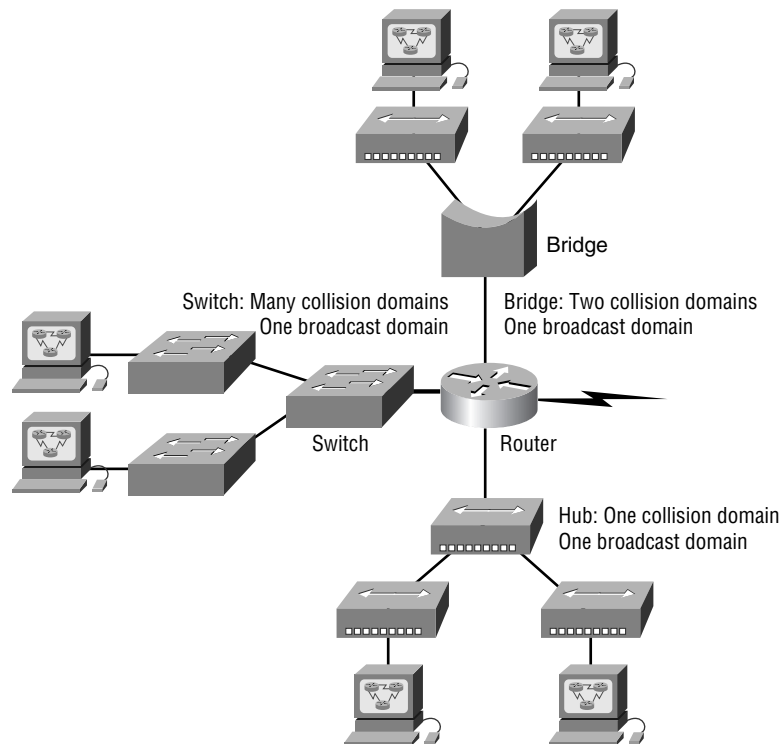 Bridge
Switch: Many collision domains
One broadcast domain
Bridge: Two collision domains
One broadcast domain
Switch
Router
Hub: One collision domain
One broadcast domain